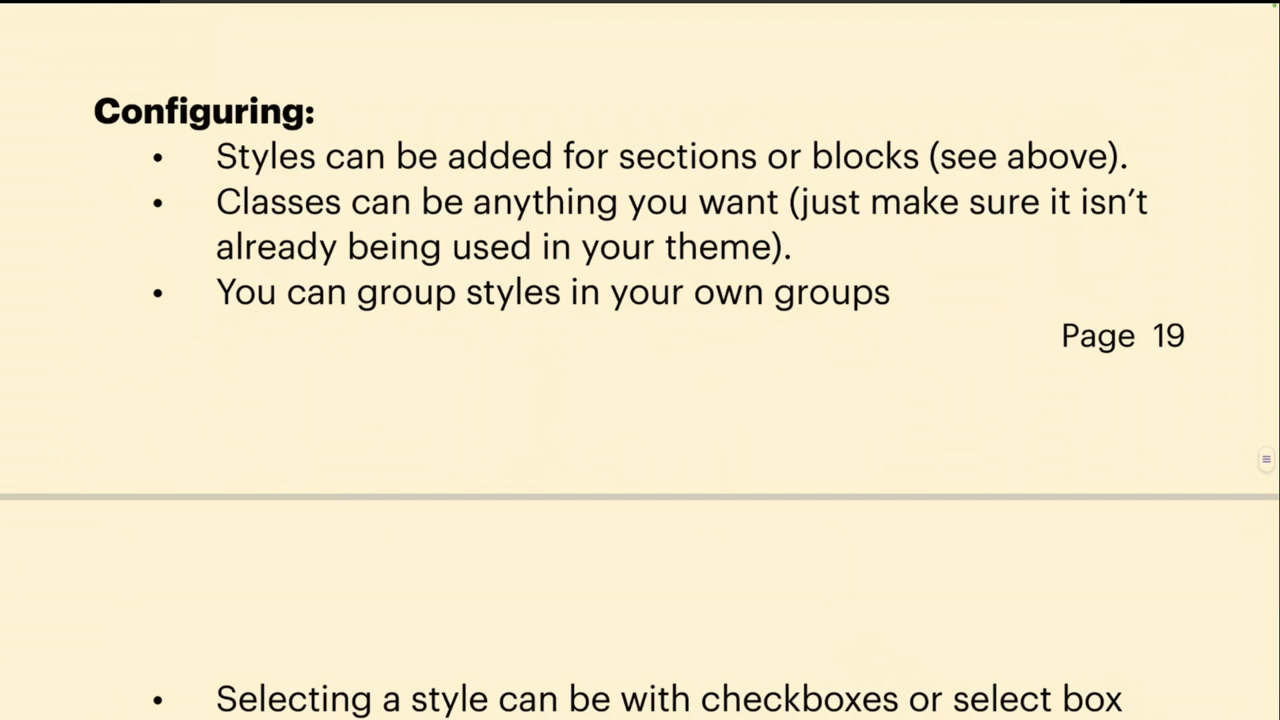 Configuring:
• Styles can be added for sections or blocks (see above).
• Classes can be anything you want (just make sure it isn’t
already being used in your theme).
• You can group styles in your own groups
Page 19
• Selecting a style can be with checkboxes or select box